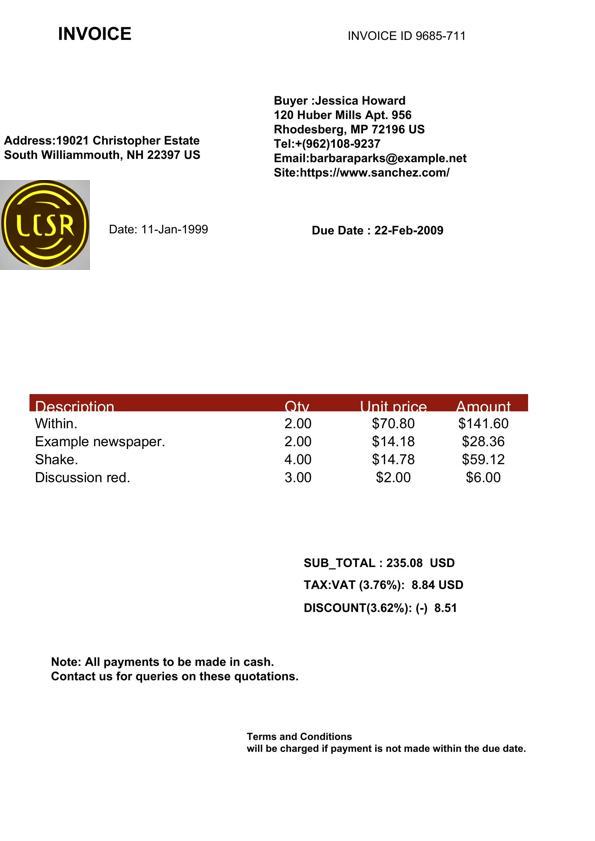 INVOICE
INVOICE ID 9685-711
Buyer :Jessica Howard
120 Huber Mills Apt. 956
Rhodesberg, MP 72196 US
Tel:+(962)108-9237
Email:barbaraparks@example.net
Site:https://www.sanchez.com/
Address:19021 Christopher Estate
South Williammouth, NH 22397 US
Date: 11-Jan-1999
Due Date : 22-Feb-2009
Description Qty Unit price Amount
Within. 2.00 $70.80 $141.60
Example newspaper. 2.00 $14.18 $28.36
Shake. 4.00 $14.78 $59.12
Discussion red. 3.00 $2.00 $6.00
SUB_TOTAL : 235.08 USD
TAX:VAT (3.76%): 8.84 USD
DISCOUNT(3.62%): (-) 8.51
Note: All payments to be made in cash.
Contact us for queries on these quotations.
Terms and Conditions
will be charged if payment is not made within the due date.